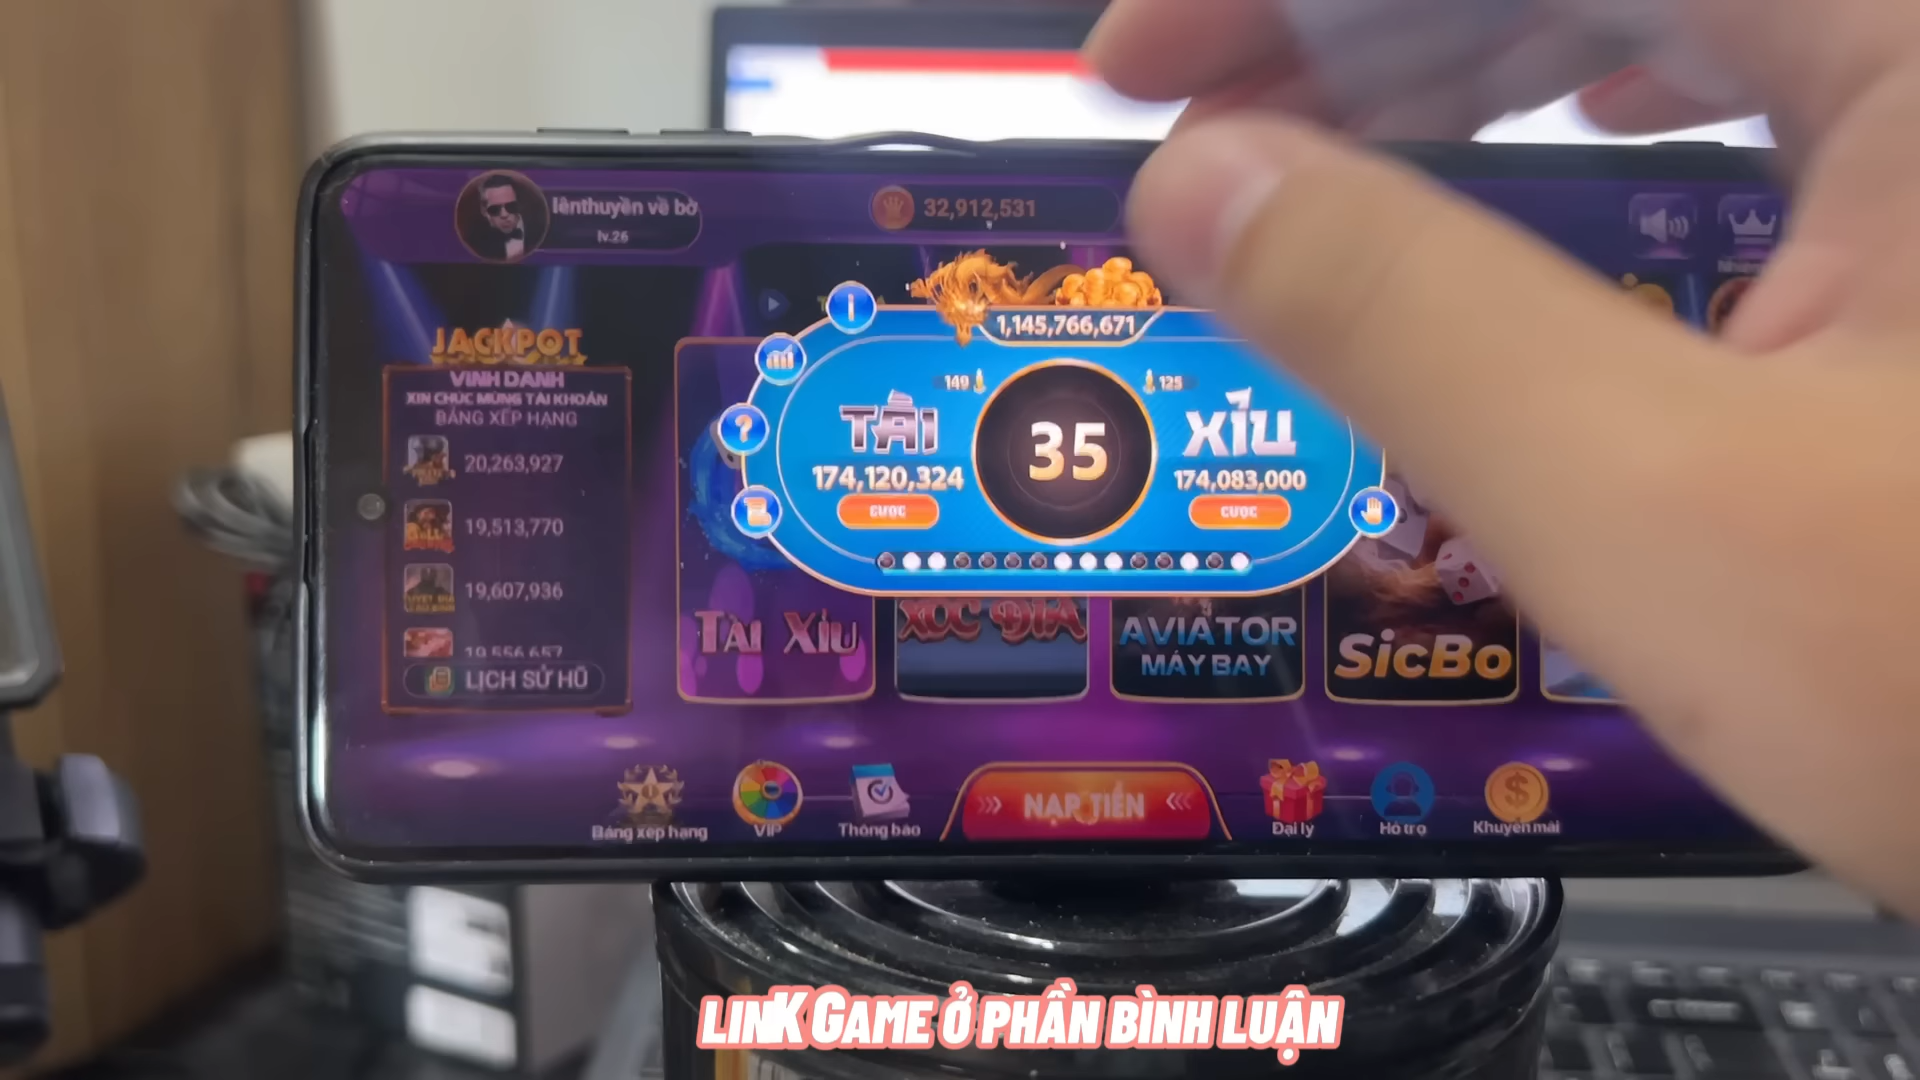 lênthuyền về bờ
lv.26
32,912,531
JACKPOT
VINH DANH
XIN CHÚC MỪNG TÀI KHOẢN
BẢNG XẾP HẠNG
20,263,927
19,513,770
19,607,936
19,556,657
LỊCH SỬ HŨ
1,145,766,671
149
125
TÀI
35
XỈU
174,120,324
174,083,000
CƯỢC
CƯỢC
TÀI XỈU
XÓC ĐĨA
AVIATOR
MÁY BAY
SicBo
Bảng xếp hạng
VIP
Thông báo
NẠP TIỀN
Đại lý
Hỗ trợ
Khuyến mãi
LINK GAME Ở PHẦN BÌNH LUẬN